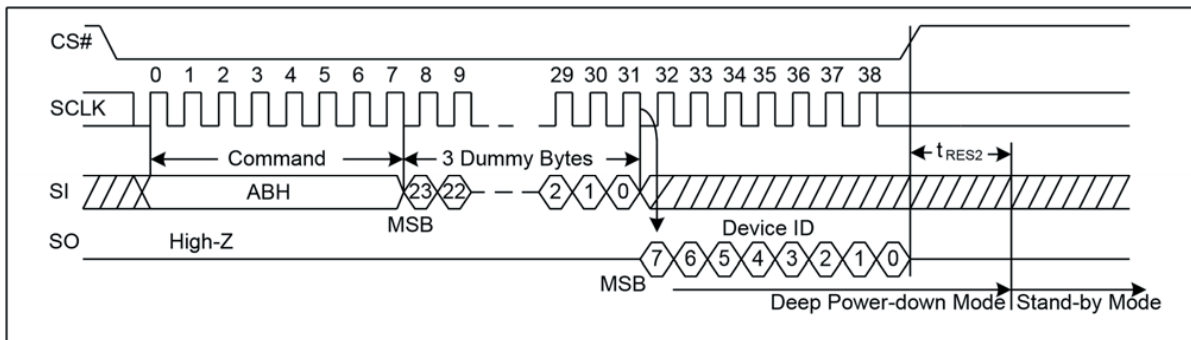 CS#
0 1 2 3 4 5 6 7 8 9 29 30 31 32 33 34 35 36 37 38
SCLK
Command 3 Dummy Bytes tRES2
SI ABH 23 22 2 1 0
MSB
SO High-Z Device ID
7 6 5 4 3 2 1 0
MSB
Deep Power-down Mode Stand-by Mode